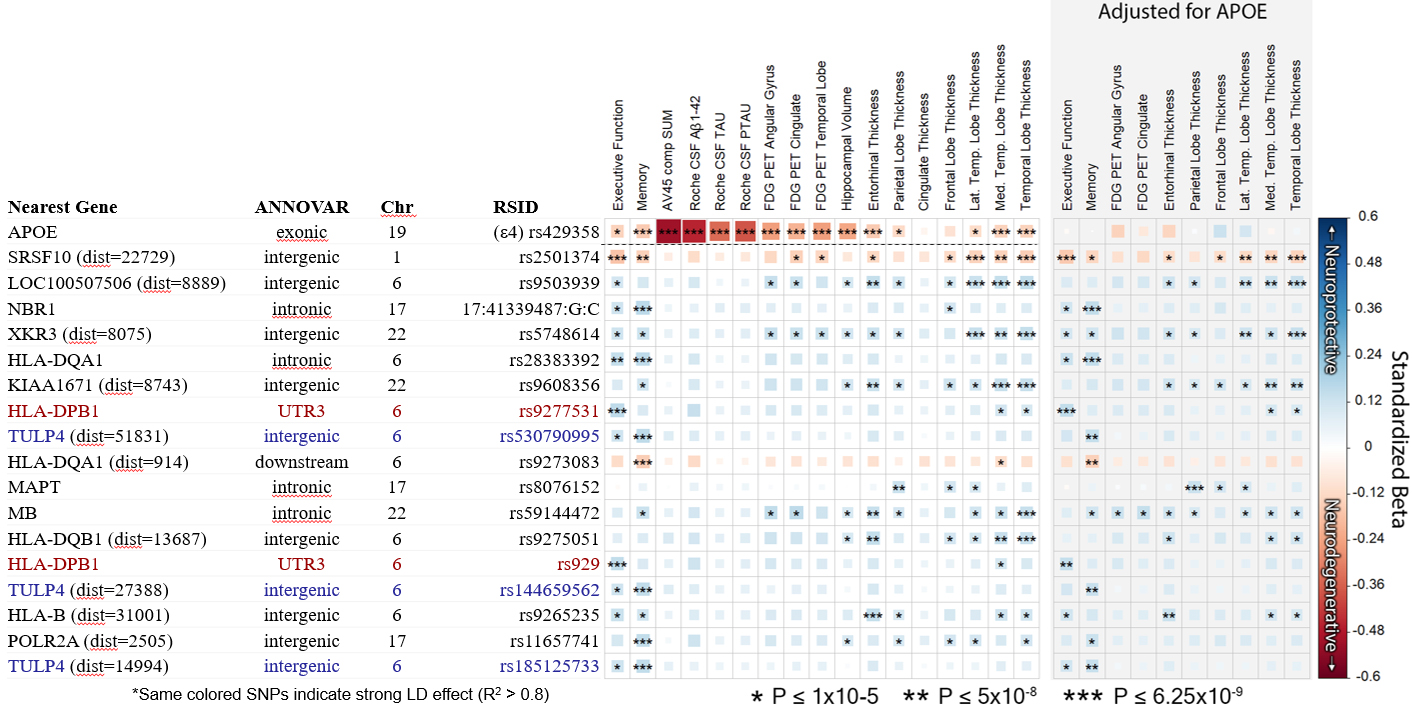 Adjusted for APOE
Executive Function
Memory
AV45 comp SUM
Roche CSF Aβ1-42
Roche CSF TAU
Roche CSF PTAU
FDG PET Angular Gyrus
FDG PET Cingulate
FDG PET Temporal Lobe
Hippocampal Volume
Entorhinal Thickness
Parietal Lobe Thickness
Cingulate Thickness
Frontal Lobe Thickness
Lat. Temp. Lobe Thickness
Med. Temp. Lobe Thickness
Temporal Lobe Thickness
Executive Function
Memory
FDG PET Angular Gyrus
FDG PET Cingulate
Entorhinal Thickness
Parietal Lobe Thickness
Frontal Lobe Thickness
Lat. Temp. Lobe Thickness
Med. Temp. Lobe Thickness
Temporal Lobe Thickness
Nearest Gene ANNOVAR Chr RSID
APOE exonic 19 (ε4) rs429358
SRSF10 (dist=22729) intergenic 1 rs2501374
LOC100507506 (dist=8889) intergenic 6 rs9503939
NBR1 intronic 17 17:41339487:G:C
XKR3 (dist=8075) intergenic 22 rs5748614
HLA-DQA1 intronic 6 rs28383392
KIAA1671 (dist=8743) intergenic 22 rs9608356
HLA-DPB1 UTR3 6 rs9277531
TULP4 (dist=51831) intergenic 6 rs530790995
HLA-DQA1 (dist=914) downstream 6 rs9273083
MAPT intronic 17 rs8076152
MB intronic 22 rs59144472
HLA-DQB1 (dist=13687) intergenic 6 rs9275051
HLA-DPB1 UTR3 6 rs929
TULP4 (dist=27388) intergenic 6 rs144659562
HLA-B (dist=31001) intergenic 6 rs9265235
POLR2A (dist=2505) intergenic 17 rs11657741
TULP4 (dist=14994) intergenic 6 rs185125733
0.6
0.48
0.36
0.24
0.12
0
-0.12
-0.24
-0.36
-0.48
-0.6
Neuroprotective →
← Neurodegenerative
Standardized Beta
*Same colored SNPs indicate strong LD effect (R² > 0.8)
* P ≤ 1x10-5 ** P ≤ 5x10⁻⁸ *** P ≤ 6.25x10⁻⁹